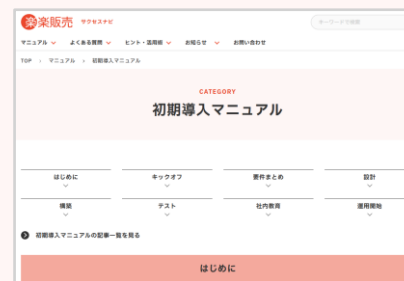 楽楽販売 サクセスナビ
キーワードで検索
マニュアル よくある質問 ヒント・活用術 お知らせ お問い合わせ
TOP > マニュアル > 初期導入マニュアル
CATEGORY
初期導入マニュアル
はじめに キックオフ 要件まとめ 設計
構築 テスト 社内教育 運用開始
初期導入マニュアルの記事一覧を見る
はじめに